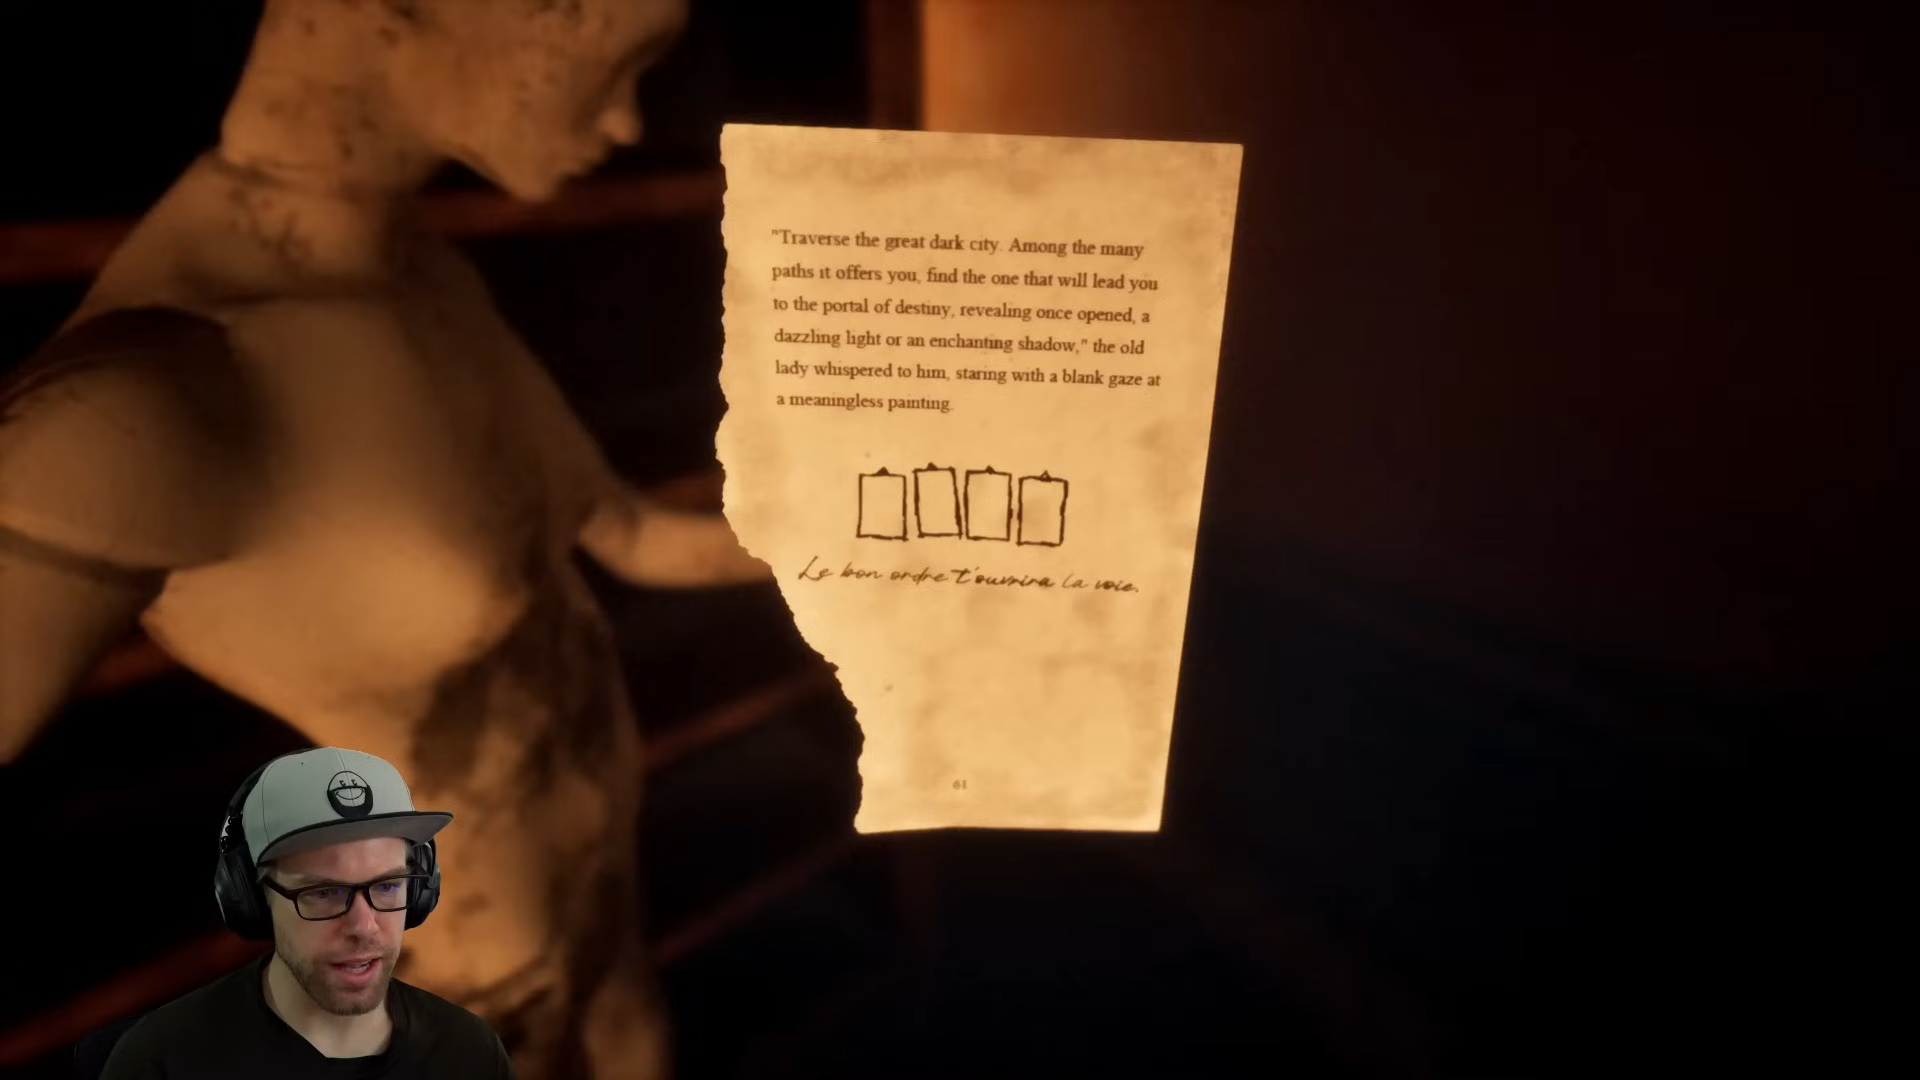 "Traverse the great dark city. Among the many
paths it offers you, find the one that will lead you
to the portal of destiny, revealing once opened, a
dazzling light or an enchanting shadow," the old
lady whispered to him, staring with a blank gaze at
a meaningless painting.
Le bon ordre t'ouvrira la voie.
61